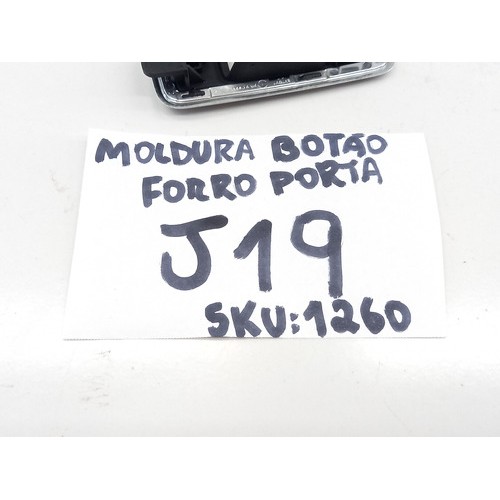 MOLDURA BOTÃO
FORRO PORTA
J19
SKU:1260